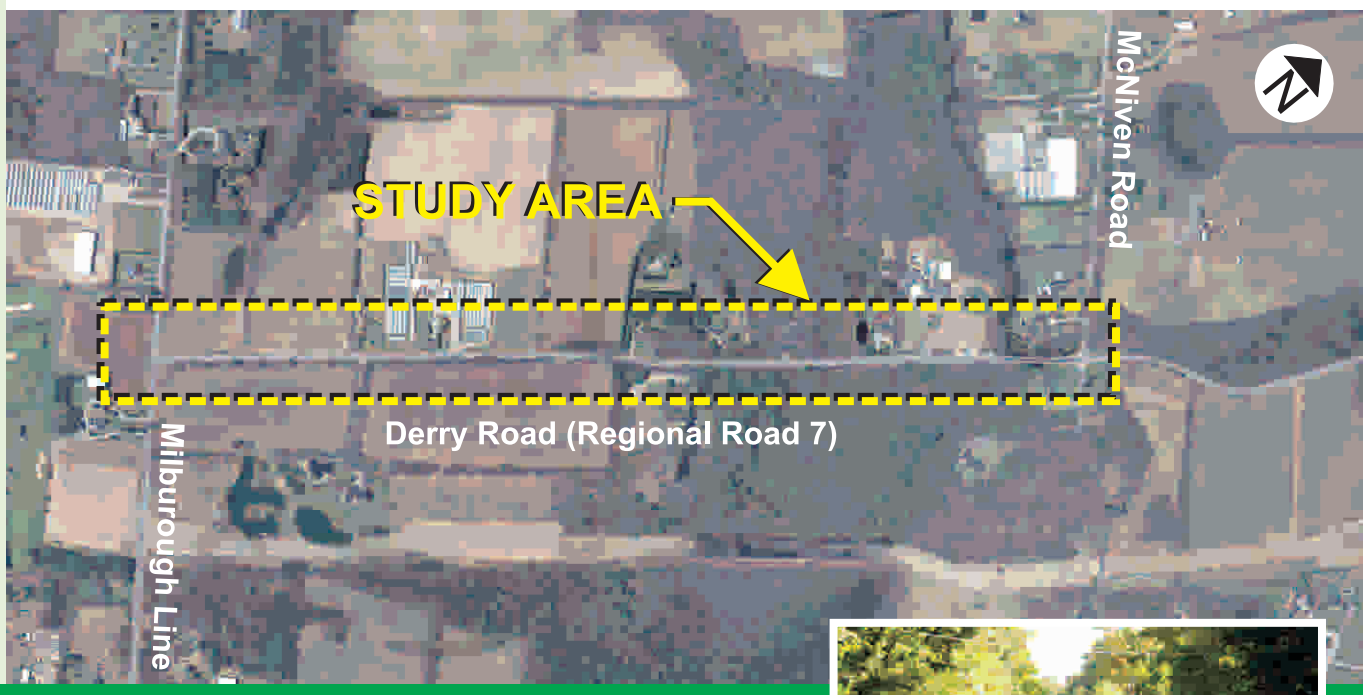 McNiven Road
N
STUDY AREA
Derry Road (Regional Road 7)
Milburough Line